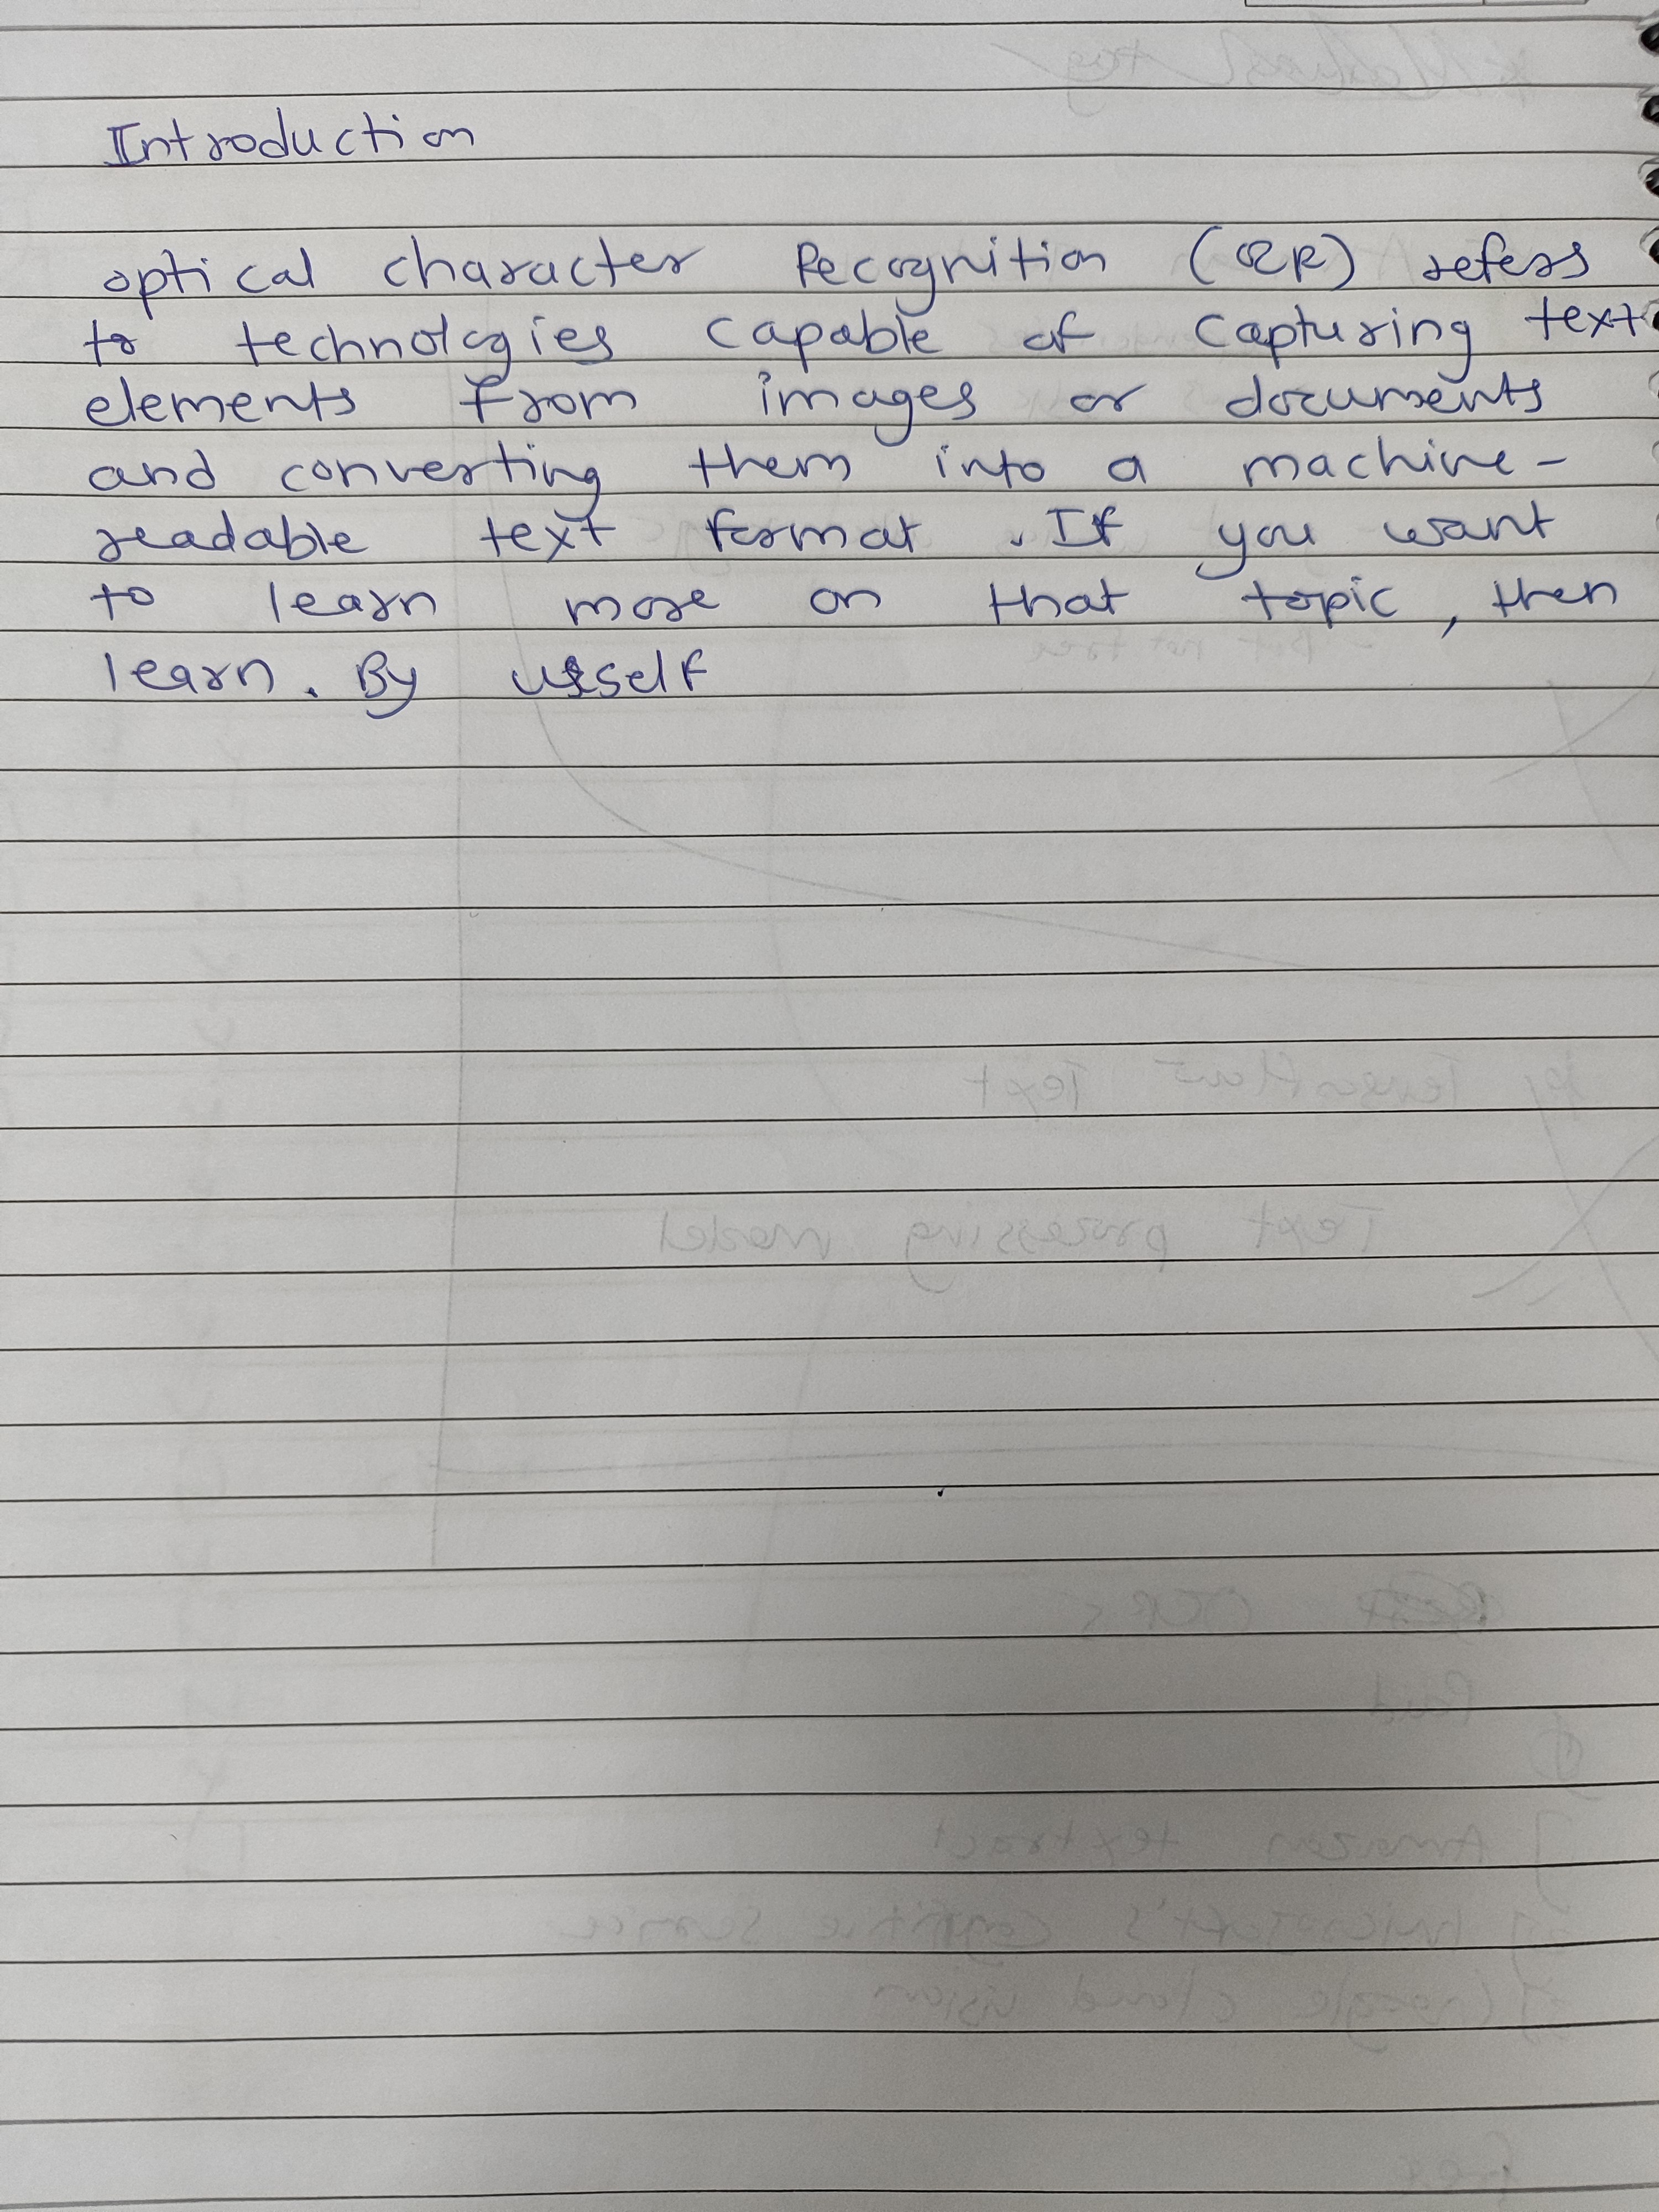 Introduction
optical character Recognition (OCR) refers
to technologies capable of capturing text
elements from images or documents
and converting them into a machine-
readable text format . If you want
to learn more on that topic, then
learn. By urself